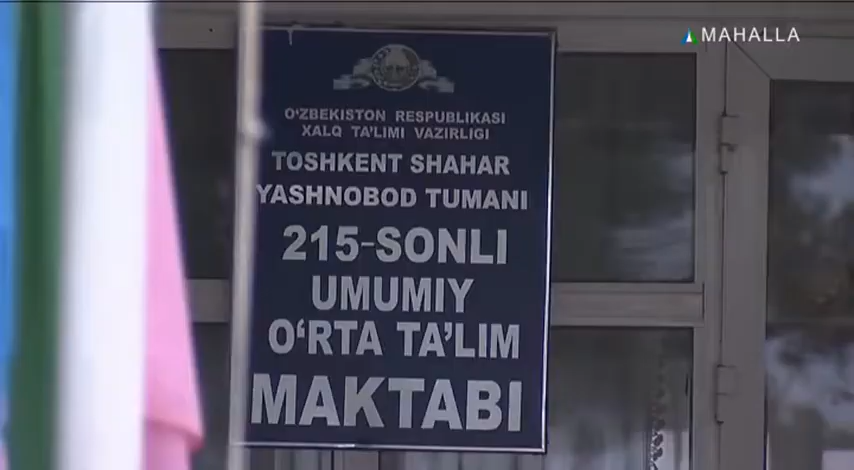 MAHALLA
O‘ZBEKISTON RESPUBLIKASI
XALQ TA’LIMI VAZIRLIGI
TOSHKENT SHAHAR
YASHNOBOD TUMANI
215-SONLI
UMUMIY
O‘RTA TA’LIM
MAKTABI